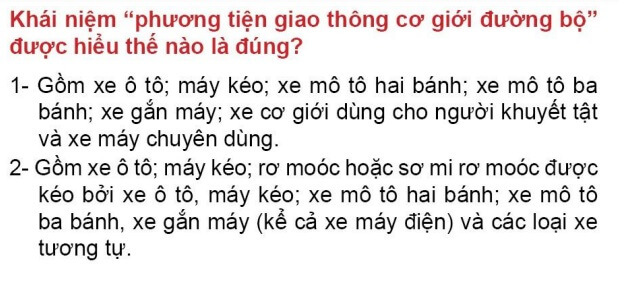 Khái niệm “phương tiện giao thông cơ giới đường bộ”
được hiểu thế nào là đúng?
1- Gồm xe ô tô; máy kéo; xe mô tô hai bánh; xe mô tô ba
bánh; xe gắn máy; xe cơ giới dùng cho người khuyết tật
và xe máy chuyên dùng.
2- Gồm xe ô tô; máy kéo; rơ moóc hoặc sơ mi rơ moóc được
kéo bởi xe ô tô, máy kéo; xe mô tô hai bánh; xe mô tô
ba bánh, xe gắn máy (kể cả xe máy điện) và các loại xe
tương tự.